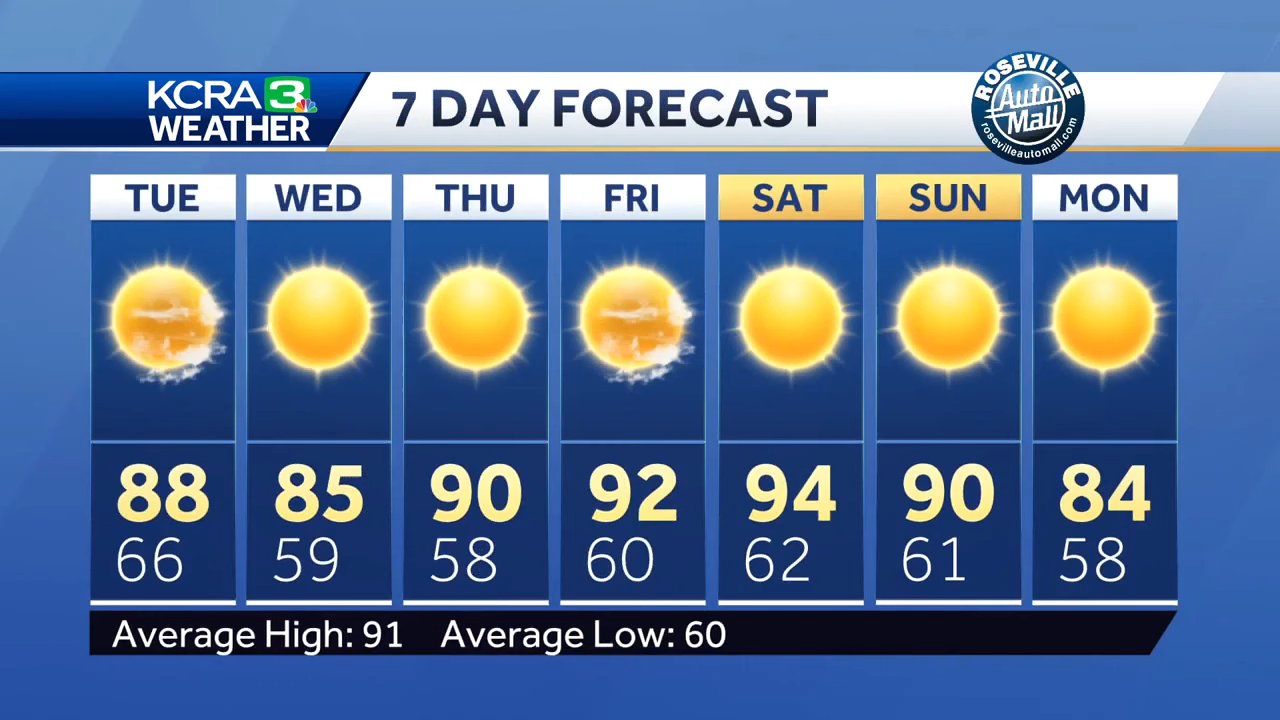 KCRA 3
WEATHER
7 DAY FORECAST
ROSEVILLE
Auto
Mall
rosevilleautomall.com
TUE WED THU FRI SAT SUN MON
88 85 90 92 94 90 84
66 59 58 60 62 61 58
Average High: 91 Average Low: 60